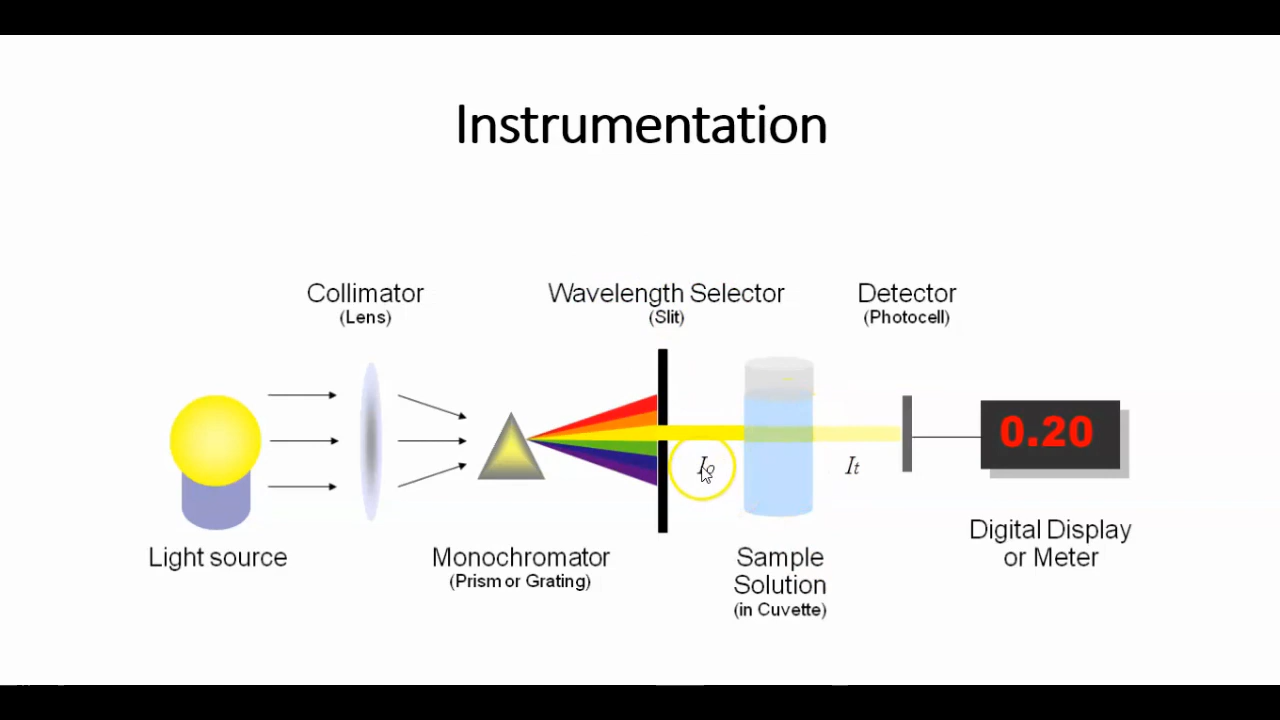 Instrumentation
Collimator
(Lens)
Wavelength Selector
(Slit)
Detector
(Photocell)
I₀
Iₜ
0.20
Light source
Monochromator
(Prism or Grating)
Sample
Solution
(in Cuvette)
Digital Display
or Meter